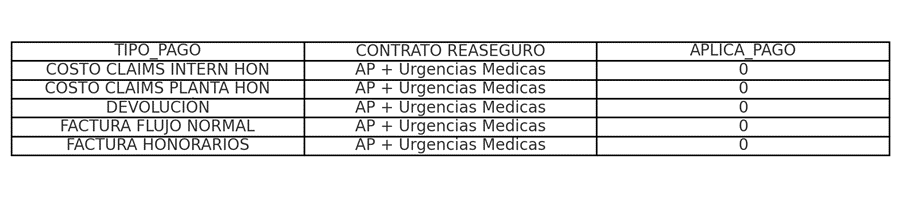 TIPO_PAGO CONTRATO REASEGURO APLICA_PAGO
COSTO CLAIMS INTERN HON AP + Urgencias Medicas 0
COSTO CLAIMS PLANTA HON AP + Urgencias Medicas 0
DEVOLUCION AP + Urgencias Medicas 0
FACTURA FLUJO NORMAL AP + Urgencias Medicas 0
FACTURA HONORARIOS AP + Urgencias Medicas 0